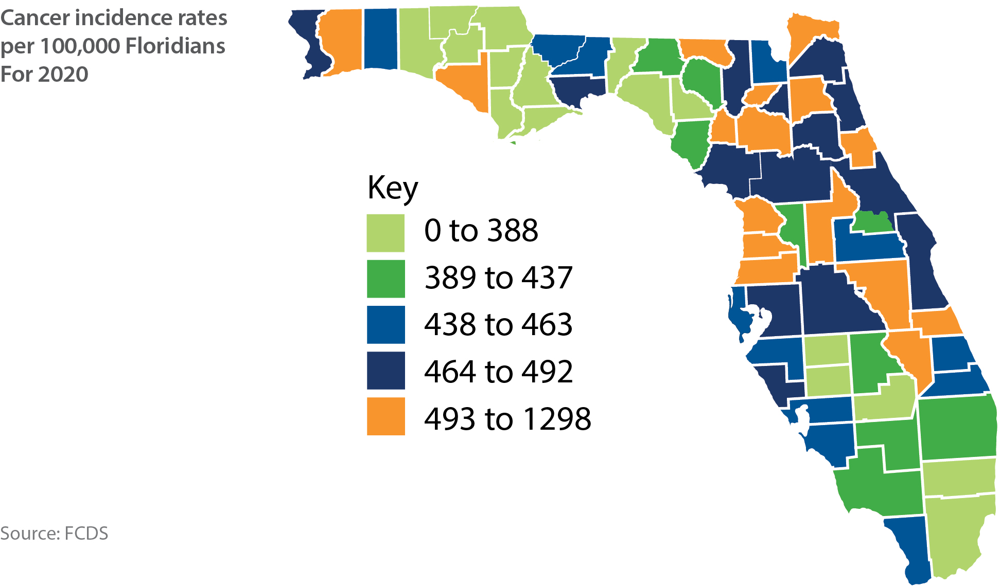 Cancer incidence rates
per 100,000 Floridians
For 2020
Key
0 to 388
389 to 437
438 to 463
464 to 492
493 to 1298
Source: FCDS